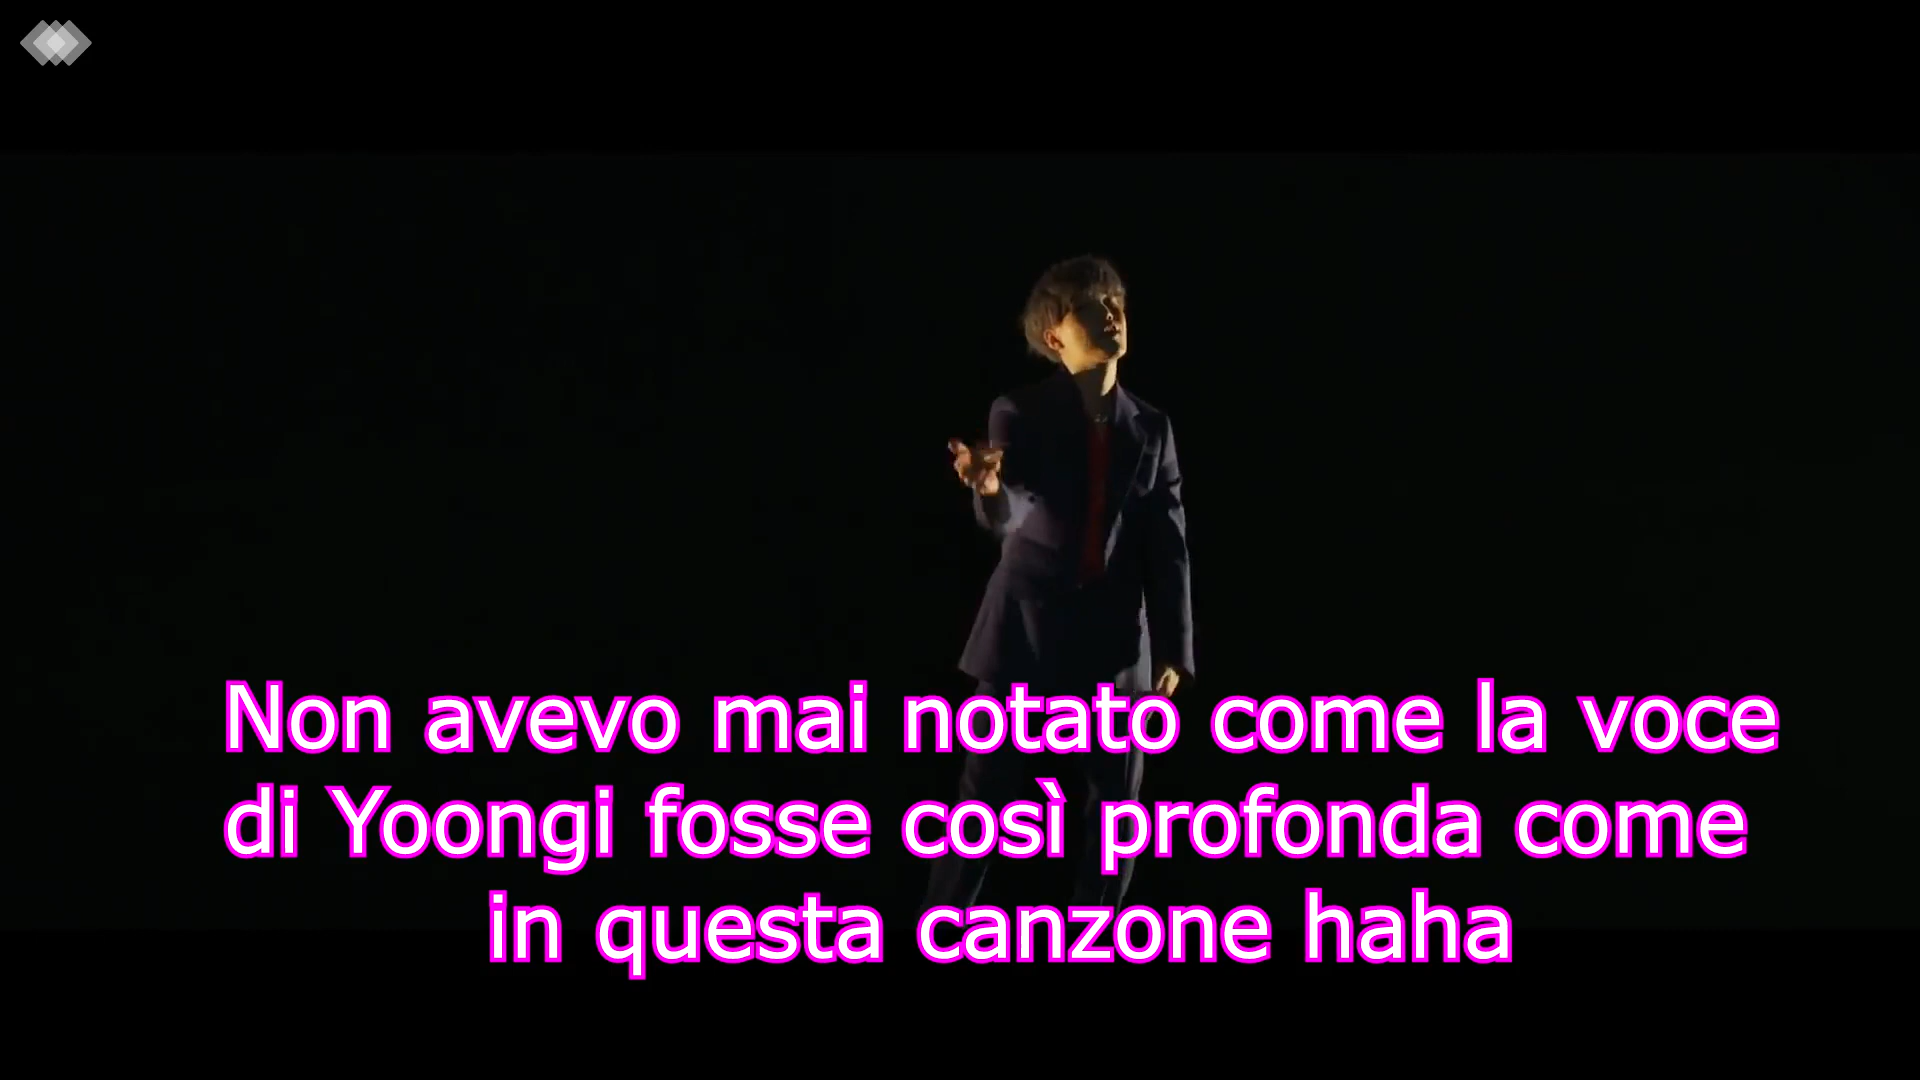 Non avevo mai notato come la voce
di Yoongi fosse così profonda come
in questa canzone haha